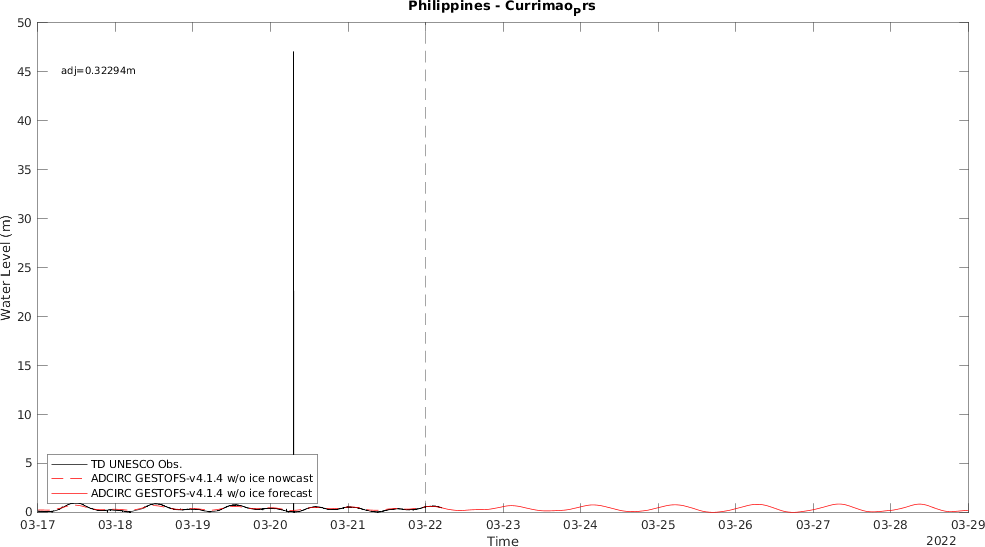 Philippines - Currimao_prs
50
45
40
35
30
25
20
15
10
5
0
adj=0.32294m
Water Level (m)
TD UNESCO Obs.
ADCIRC GESTOFS-v4.1.4 w/o ice nowcast
ADCIRC GESTOFS-v4.1.4 w/o ice forecast
03-17 03-18 03-19 03-20 03-21 03-22 03-23 03-24 03-25 03-26 03-27 03-28 03-29
Time
2022